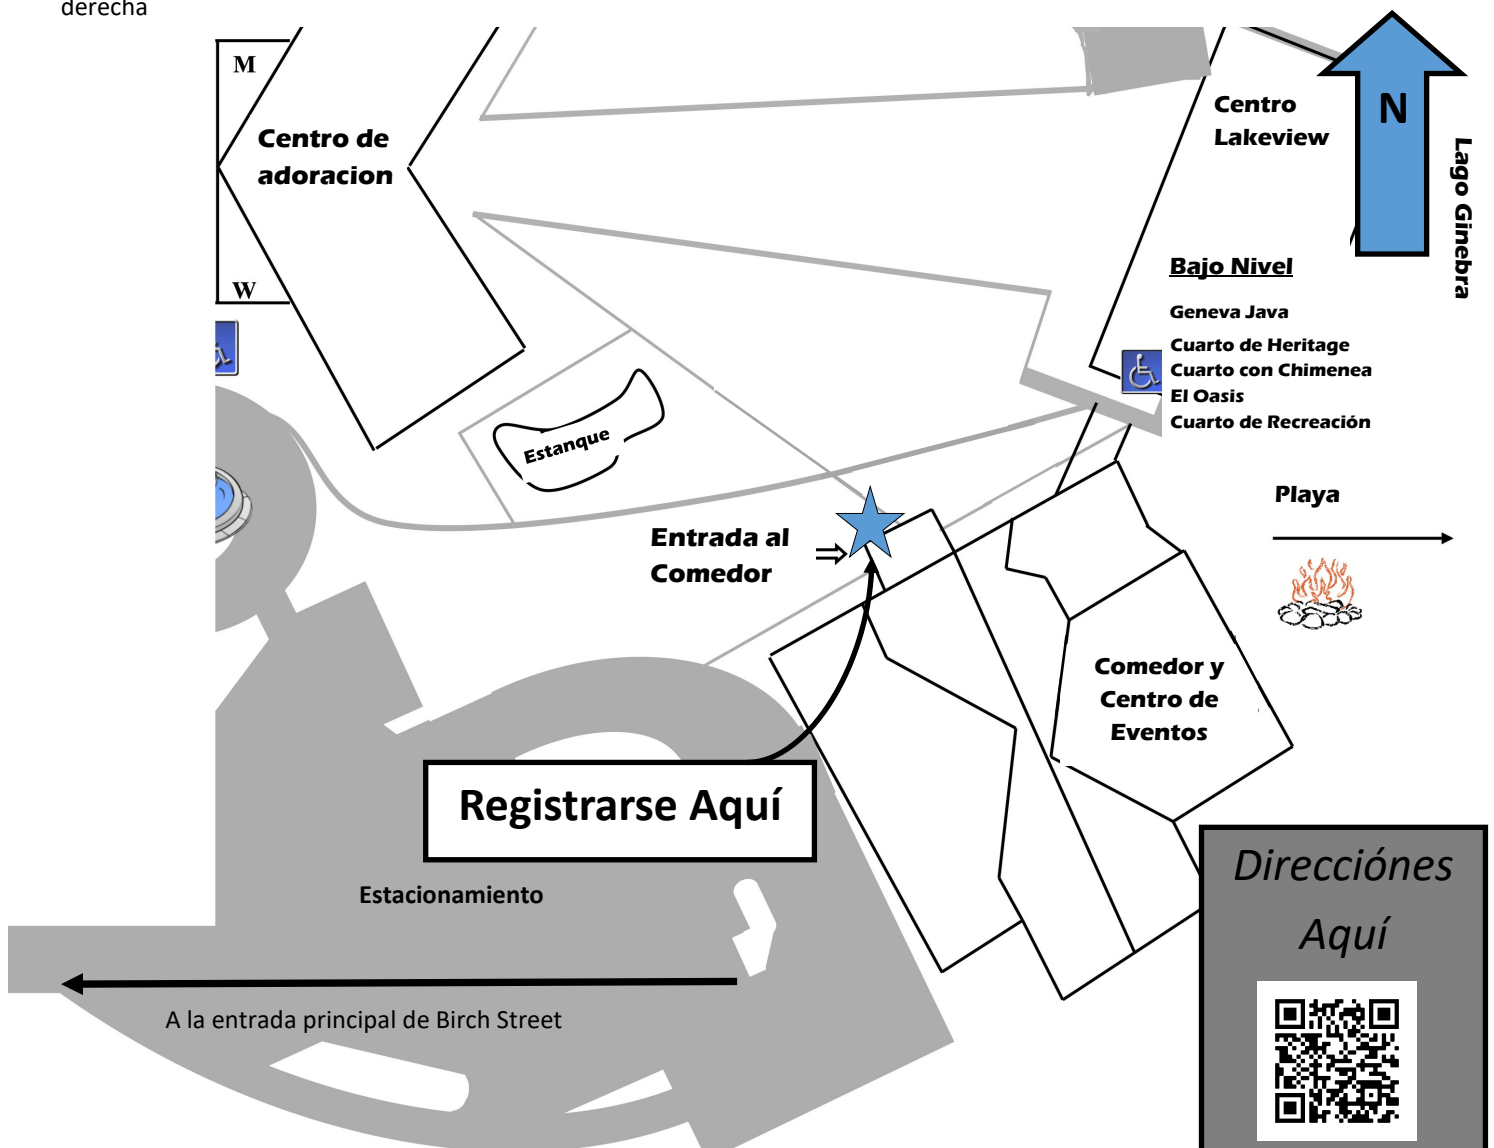 derecha
M
Centro de
adoracion
W
Centro
Lakeview
N
Lago Ginebra
Bajo Nivel
Geneva Java
Cuarto de Heritage
Cuarto con Chimenea
El Oasis
Cuarto de Recreación
Estanque
Playa
Entrada al
Comedor
Comedor y
Centro de
Eventos
Registrarse Aquí
Estacionamiento
A la entrada principal de Birch Street
Direcciónes
Aquí